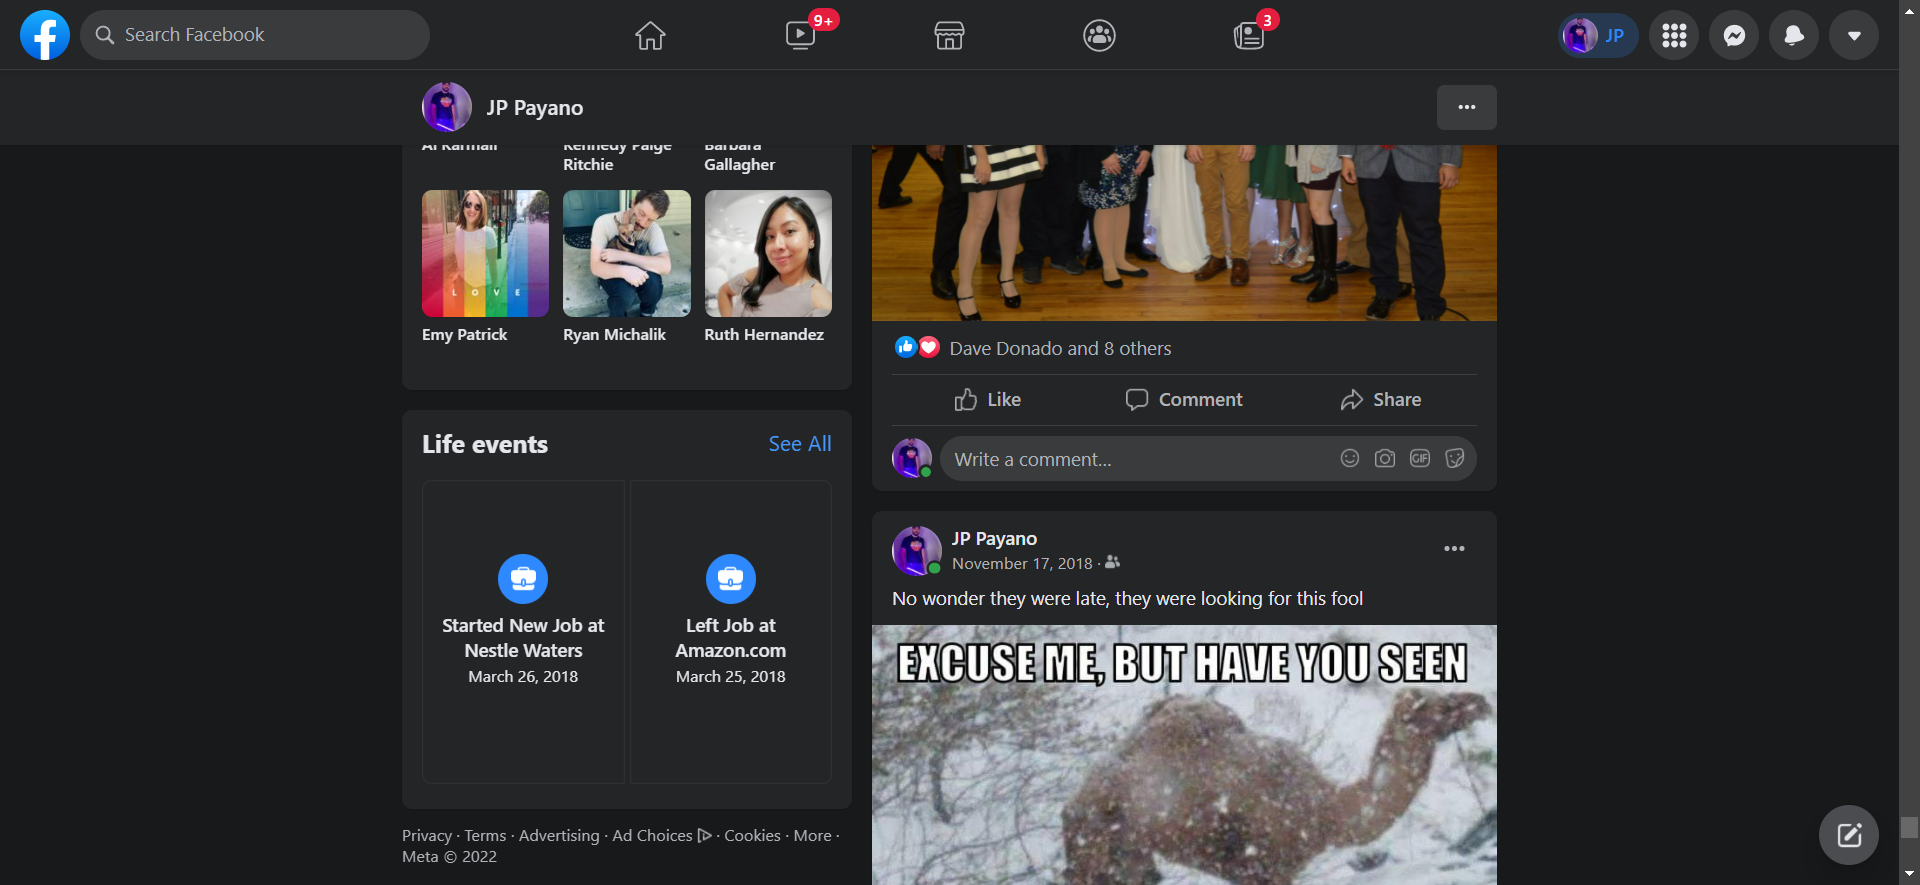 Search Facebook
9+
3
JP
JP Payano
Al Karmali
Kennedy Paige
Ritchie
Barbara
Gallagher
LOVE
Emy Patrick
Ryan Michalik
Ruth Hernandez
Life events
See All
Started New Job at
Nestle Waters
March 26, 2018
Left Job at
Amazon.com
March 25, 2018
Privacy · Terms · Advertising · Ad Choices · Cookies · More ·
Meta © 2022
Dave Donado and 8 others
Like
Comment
Share
Write a comment...
GIF
JP Payano
November 17, 2018 ·
No wonder they were late, they were looking for this fool
EXCUSE ME, BUT HAVE YOU SEEN